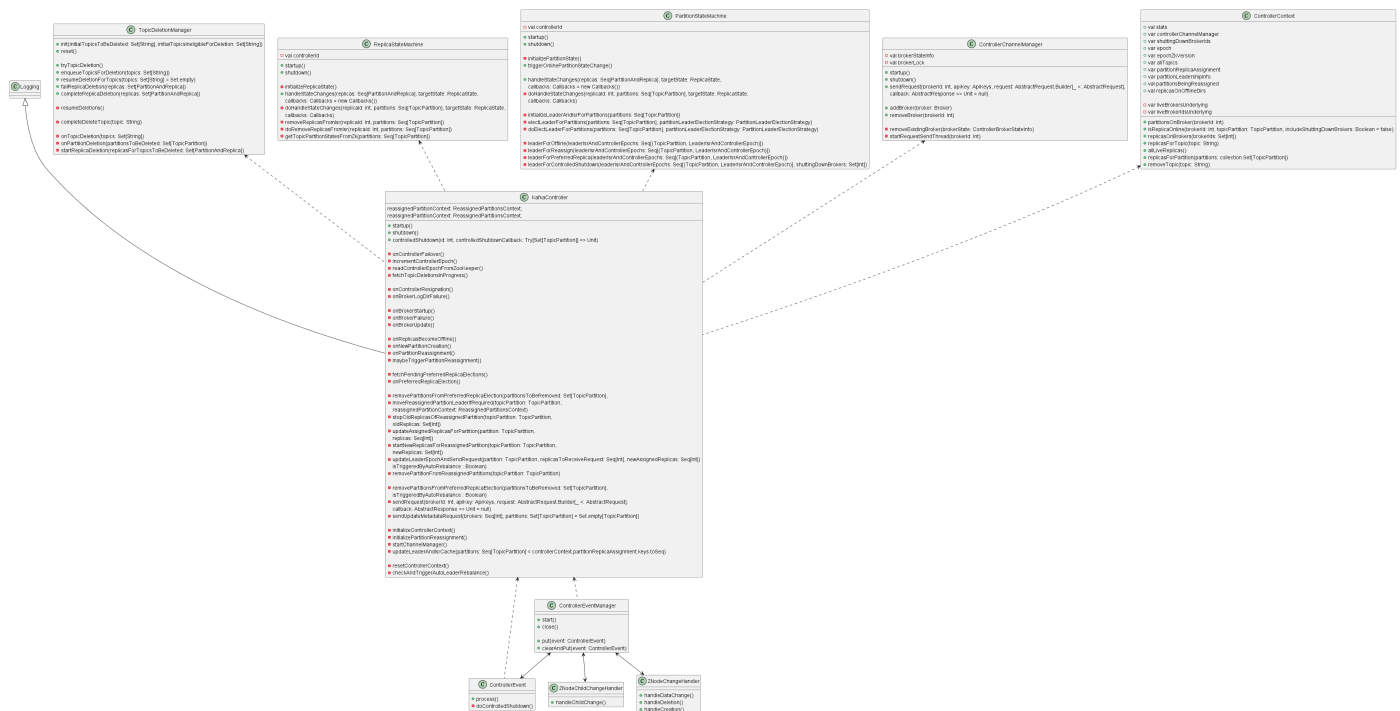 Logging
TopicDeletionManager
init(initialTopicsToBeDeleted: Set[String], initialTopicsIneligibleForDeletion: Set[String])
reset()
tryTopicDeletion()
enqueueTopicsForDeletion(topics: Set[String])
resumeDeletionForTopics(topics: Set[String] = Set.empty)
failReplicaDeletion(replicas: Set[PartitionAndReplica])
completeReplicaDeletion(replicas: Set[PartitionAndReplica])
resumeDeletions()
completeDeleteTopic(topic: String)
onTopicDeletion(topics: Set[String])
onPartitionDeletion(partitionsToBeDeleted: Set[TopicPartition])
startReplicaDeletion(replicasForTopicsToBeDeleted: Set[PartitionAndReplica])
ReplicaStateMachine
val controllerId
startup()
shutdown()
initializeReplicaState()
handleStateChanges(replicas: Seq[PartitionAndReplica], targetState: ReplicaState,
callbacks: Callbacks = new Callbacks())
doHandleStateChanges(replicaId: Int, partitions: Seq[TopicPartition], targetState: ReplicaState,
callbacks: Callbacks)
removeReplicasFromIsr(replicaId: Int, partitions: Seq[TopicPartition])
doRemoveReplicasFromIsr(replicaId: Int, partitions: Seq[TopicPartition])
getTopicPartitionStatesFromZk(partitions: Seq[TopicPartition])
PartitionStateMachine
val controllerId
startup()
shutdown()
initializePartitionState()
triggerOnlinePartitionStateChange()
handleStateChanges(replicas: Seq[PartitionAndReplica], targetState: ReplicaState,
callbacks: Callbacks = new Callbacks())
doHandleStateChanges(replicaId: Int, partitions: Seq[TopicPartition], targetState: ReplicaState,
callbacks: Callbacks)
initializeLeaderAndIsrForPartitions(partitions: Seq[TopicPartition])
electLeaderForPartitions(partitions: Seq[TopicPartition], partitionLeaderElectionStrategy: PartitionLeaderElectionStrategy)
doElectLeaderForPartitions(partitions: Seq[TopicPartition], partitionLeaderElectionStrategy: PartitionLeaderElectionStrategy)
leaderForOffline(leaderIsrAndControllerEpochs: Seq[(TopicPartition, LeaderIsrAndControllerEpoch)]
leaderForReassign(leaderIsrAndControllerEpochs: Seq[(TopicPartition, LeaderIsrAndControllerEpoch)])
leaderForPreferredReplica(leaderIsrAndControllerEpochs: Seq[(TopicPartition, LeaderIsrAndControllerEpoch)])
leaderForControlledShutdown(leaderIsrAndControllerEpochs: Seq[(TopicPartition, LeaderIsrAndControllerEpoch)], shuttingDownBrokers: Set[Int])
ControllerChannelManager
val brokerStateInfo
val brokerLock
startup()
shutdown()
sendRequest(brokerId: Int, apiKey: ApiKeys, request: AbstractRequest.Builder[_ <: AbstractRequest],
callback: AbstractResponse => Unit = null)
addBroker(broker: Broker)
removeBroker(brokerId: Int)
removeExistingBroker(brokerState: ControllerBrokerStateInfo)
startRequestSendThread(brokerId: Int)
ControllerContext
val stats
var controllerChannelManager
var shuttingDownBrokerIds
var epoch
var epochZkVersion
var allTopics
var partitionReplicaAssignment
var partitionLeadershipInfo
var partitionsBeingReassigned
val replicasOnOfflineDirs
var liveBrokersUnderlying
var liveBrokerIdsUnderlying
partitionsOnBroker(brokerId: Int)
isReplicaOnline(brokerId: Int, topicPartition: TopicPartition, includeShuttingDownBrokers: Boolean = false)
replicasOnBrokers(brokerIds: Set[Int])
replicasForTopic(topic: String)
allLiveReplicas()
replicasForPartition(partitions: collection.Set[TopicPartition])
removeTopic(topic: String)
KafkaController
reassignedPartitionContext: ReassignedPartitionsContext,
reassignedPartitionContext: ReassignedPartitionsContext,
startup()
shutdown()
controlledShutdown(id: Int, controlledShutdownCallback: Try[Set[TopicPartition]] => Unit)
onControllerFailover()
incrementControllerEpoch()
readControllerEpochFromZooKeeper()
fetchTopicDeletionsInProgress()
onControllerResignation()
onBrokerLogDirFailure()
onBrokerStartup()
onBrokerFailure()
onBrokerUpdate()
onReplicasBecomeOffline()
onNewPartitionCreation()
onPartitionReassignment()
maybeTriggerPartitionReassignment()
fetchPendingPreferredReplicaElections()
onPreferredReplicaElection()
removePartitionsFromPreferredReplicaElection(partitionsToBeRemoved: Set[TopicPartition],
moveReassignedPartitionLeaderIfRequired(topicPartition: TopicPartition,
reassignedPartitionContext: ReassignedPartitionsContext)
stopOldReplicasOfReassignedPartition(topicPartition: TopicPartition,
oldReplicas: Set[Int])
updateAssignedReplicasForPartition(partition: TopicPartition,
replicas: Seq[Int])
startNewReplicasForReassignedPartition(topicPartition: TopicPartition,
newReplicas: Set[Int])
updateLeaderEpochAndSendRequest(partition: TopicPartition, replicasToReceiveRequest: Seq[Int], newAssignedReplicas: Seq[Int])
isTriggeredByAutoRebalance : Boolean)
removePartitionFromReassignedPartitions(topicPartition: TopicPartition)
removePartitionsFromPreferredReplicaElection(partitionsToBeRemoved: Set[TopicPartition],
isTriggeredByAutoRebalance : Boolean)
sendRequest(brokerId: Int, apiKey: ApiKeys, request: AbstractRequest.Builder[_ <: AbstractRequest],
callback: AbstractResponse => Unit = null)
sendUpdateMetadataRequest(brokers: Seq[Int], partitions: Set[TopicPartition] = Set.empty[TopicPartition])
initializeControllerContext()
initializePartitionReassignment()
startChannelManager()
updateLeaderAndIsrCache(partitions: Seq[TopicPartition] = controllerContext.partitionReplicaAssignment.keys.toSeq)
resetControllerContext()
checkAndTriggerAutoLeaderRebalance()
ControllerEventManager
start()
close()
put(event: ControllerEvent)
clearAndPut(event: ControllerEvent)
ControllerEvent
process()
doControlledShutdown()
ZNodeChildChangeHandler
handleChildChange()
ZNodeChangeHandler
handleDataChange()
handleDeletion()
handleCreation()